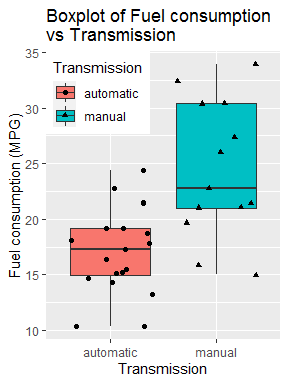 Boxplot of Fuel consumption
vs Transmission
Transmission
automatic
manual
Fuel consumption (MPG)
35
30
25
20
15
10
automatic manual
Transmission